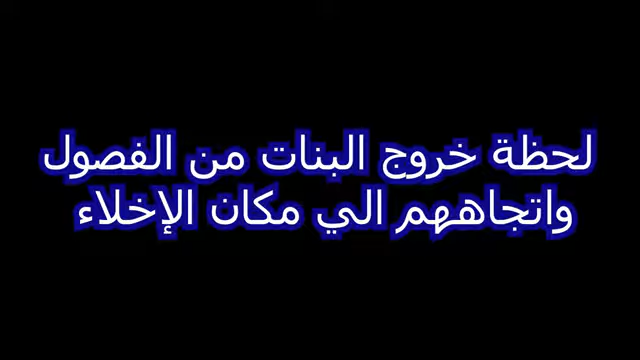 لحظة خروج البنات من الفصول
واتجاههم الي مكان الإخلاء